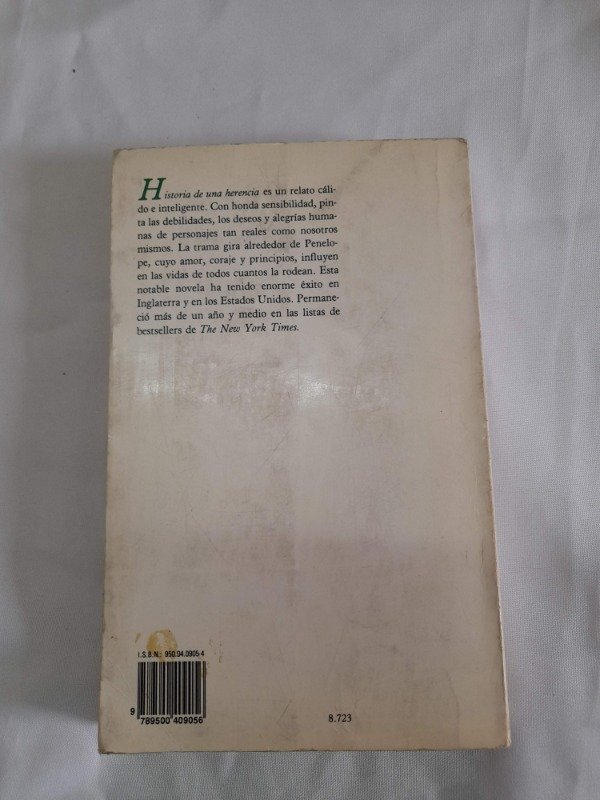 Historia de una herencia es un relato cáli-
do e inteligente. Con honda sensibilidad, pin-
ta las debilidades, los deseos y alegrías huma-
nas de personajes tan reales como nosotros
mismos. La trama gira alrededor de Penelo-
pe, cuyo amor, coraje y principios, influyen
en las vidas de todos cuantos la rodean. Esta
notable novela ha tenido enorme éxito en
Inglaterra y en los Estados Unidos. Permane-
ció más de un año y medio en las listas de
bestsellers de The New York Times.
I.S.B.N.: 950.04.0905-4
9 789500 409056
8.723